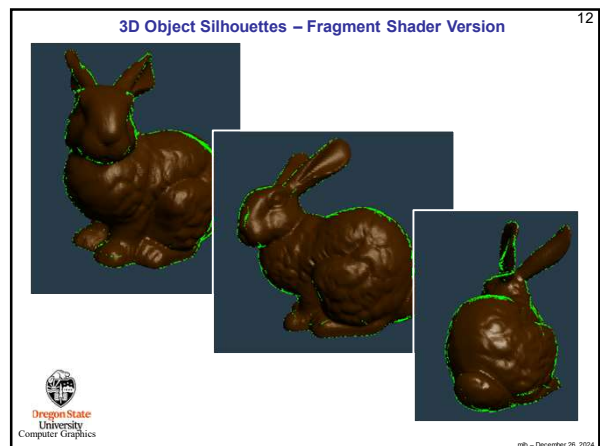 3D Object Silhouettes – Fragment Shader Version
12
Oregon State
University
Computer Graphics
mjb – December 26, 2024